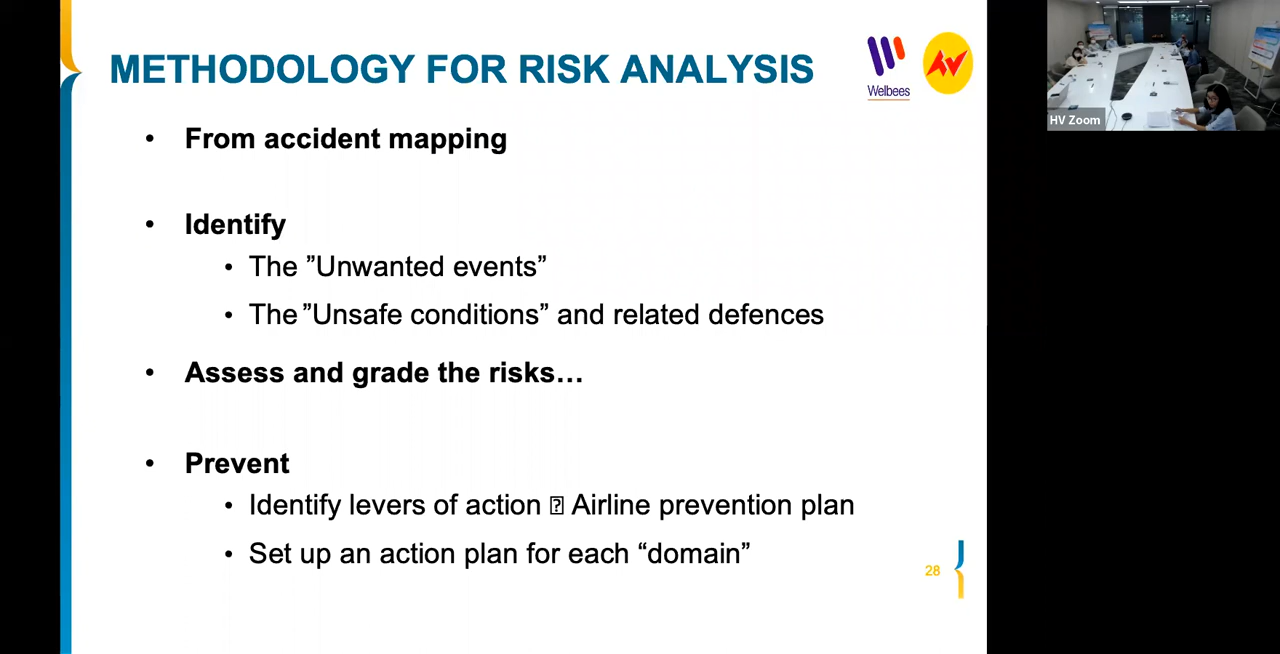 METHODOLOGY FOR RISK ANALYSIS
Welbees
HV Zoom
• From accident mapping
• Identify
• The ”Unwanted events”
• The ”Unsafe conditions” and related defences
• Assess and grade the risks…
• Prevent
• Identify levers of action ⍰ Airline prevention plan
• Set up an action plan for each “domain”
28